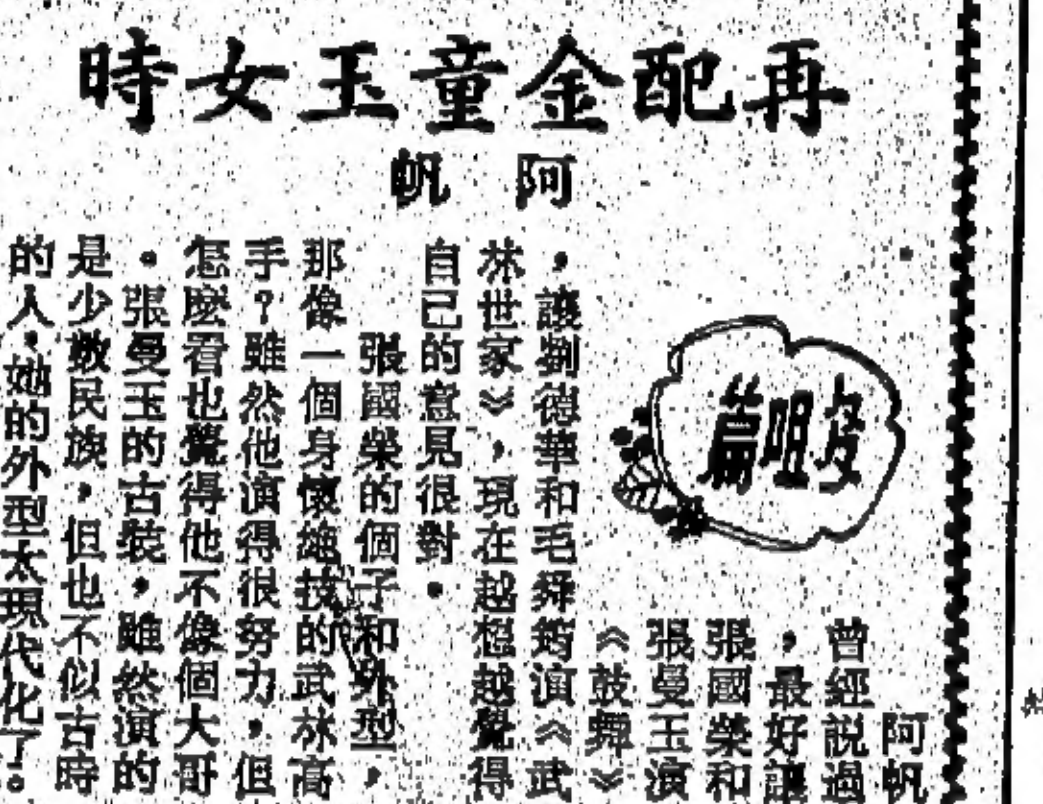 再配金童玉女時
阿帆
皮咀篇
阿帆
曾經説過
，最好讓
張國榮和
張曼玉演
《鼓舞》
，讓劉德華和毛舜筠演《武
林世家》，現在越想越覺得
自己的意見很對。
張國榮的個子和外型，
那像一個身懷絕技的武林高
手？雖然他演得很努力，但
怎麼看也覺得他不像個大哥
。張曼玉的古裝，雖然演的
是少數民族，但也不似古時
的人，她的外型太現代化了。